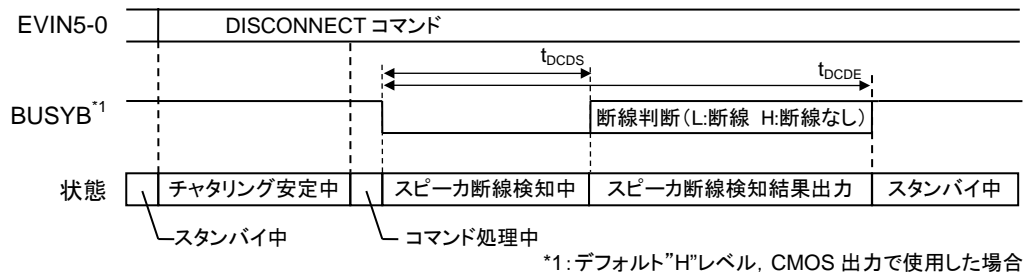 EVIN5-0
DISCONNECT コマンド
tDCDS
tDCDE
BUSYB*1
断線判断(L:断線 H:断線なし)
状態
チャタリング安定中
スピーカ断線検知中
スピーカ断線検知結果出力
スタンバイ中
スタンバイ中
コマンド処理中
*1:デフォルト”H”レベル, CMOS 出力で使用した場合